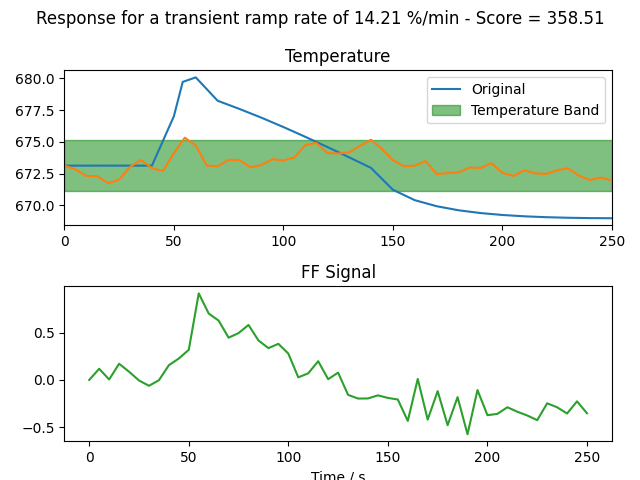 Response for a transient ramp rate of 14.21 %/min - Score = 358.51
Temperature
680.0
677.5
675.0
672.5
670.0
Original
Temperature Band
0 50 100 150 200 250
FF Signal
0.5
0.0
−0.5
0 50 100 150 200 250
Time / s